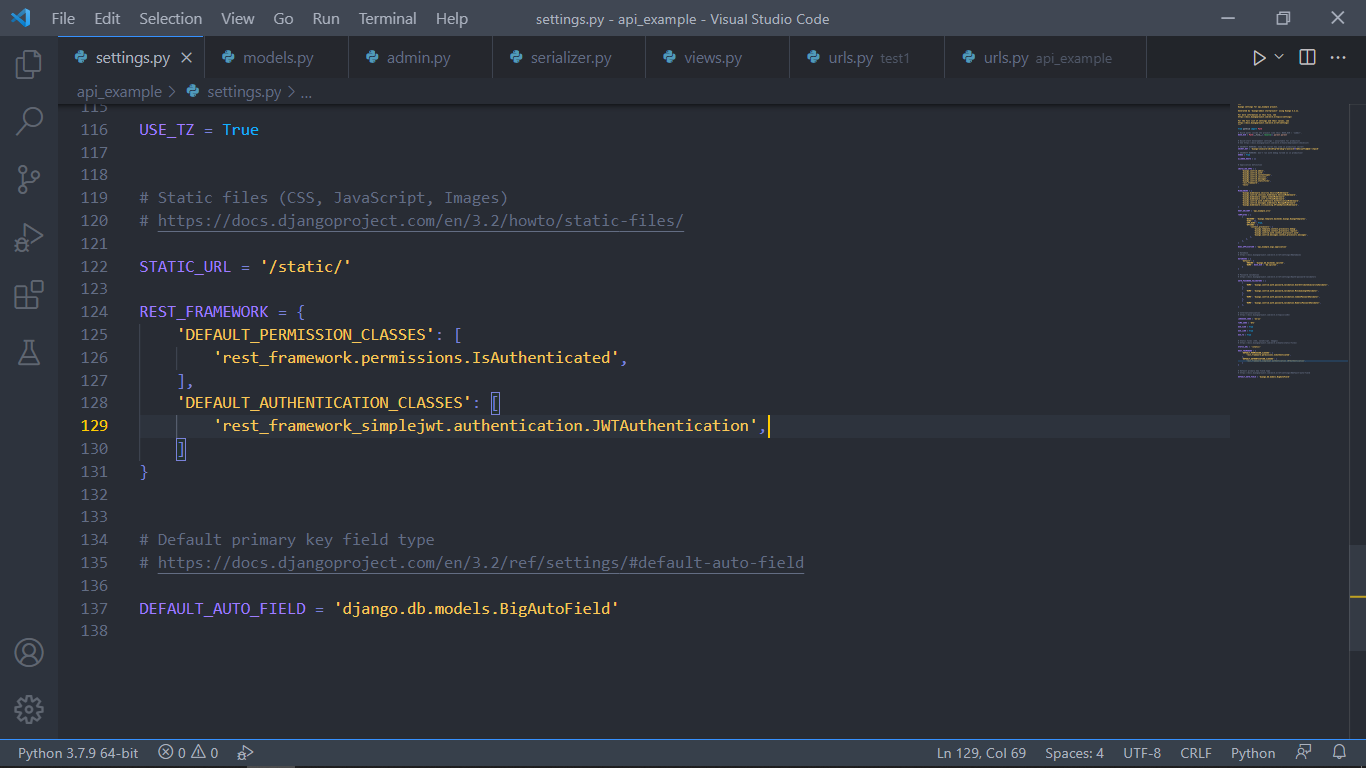 File Edit Selection View Go Run Terminal Help settings.py - api_example - Visual Studio Code
settings.py admin.py models.py serializer.py views.py urls.py test1 urls.py api_example
api_example > settings.py > ...
115
116 USE_TZ = True
117
118
119 # Static files (CSS, JavaScript, Images)
120 # https://docs.djangoproject.com/en/3.2/howto/static-files/
121
122 STATIC_URL = '/static/'
123
124 REST_FRAMEWORK = {
125 'DEFAULT_PERMISSION_CLASSES': [
126 'rest_framework.permissions.IsAuthenticated',
127 ],
128 'DEFAULT_AUTHENTICATION_CLASSES': [
129 'rest_framework_simplejwt.authentication.JWTAuthentication',
130 ]
131 }
132
133
134 # Default primary key field type
135 # https://docs.djangoproject.com/en/3.2/ref/settings/#default-auto-field
136
137 DEFAULT_AUTO_FIELD = 'django.db.models.BigAutoField'
138
Python 3.7.9 64-bit 0 0 Ln 129, Col 69 Spaces: 4 UTF-8 CRLF Python